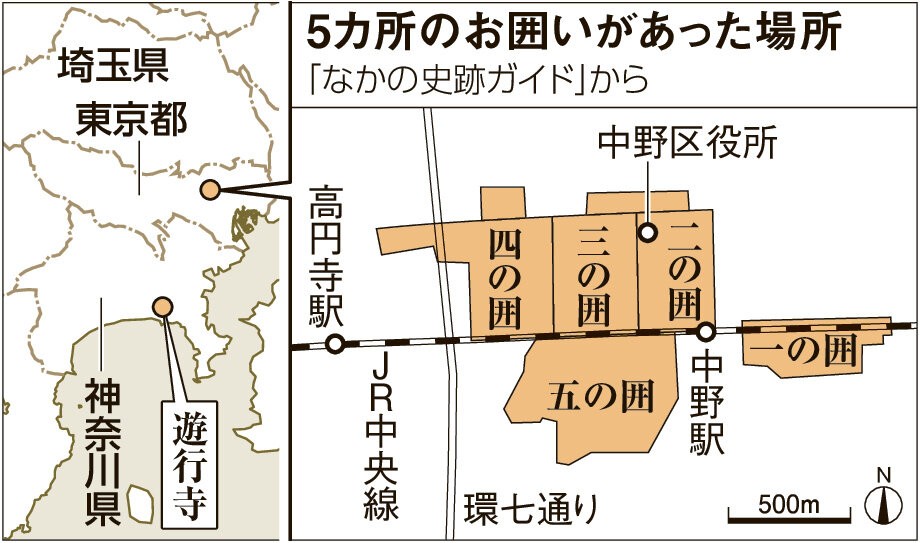 5カ所のお囲いがあった場所
「なかの史跡ガイド」から
埼玉県
東京都
神奈川県
遊行寺
中野区役所
高円寺駅
四の囲
三の囲
二の囲
一の囲
五の囲
中野駅
JR中央線
環七通り
500m
N